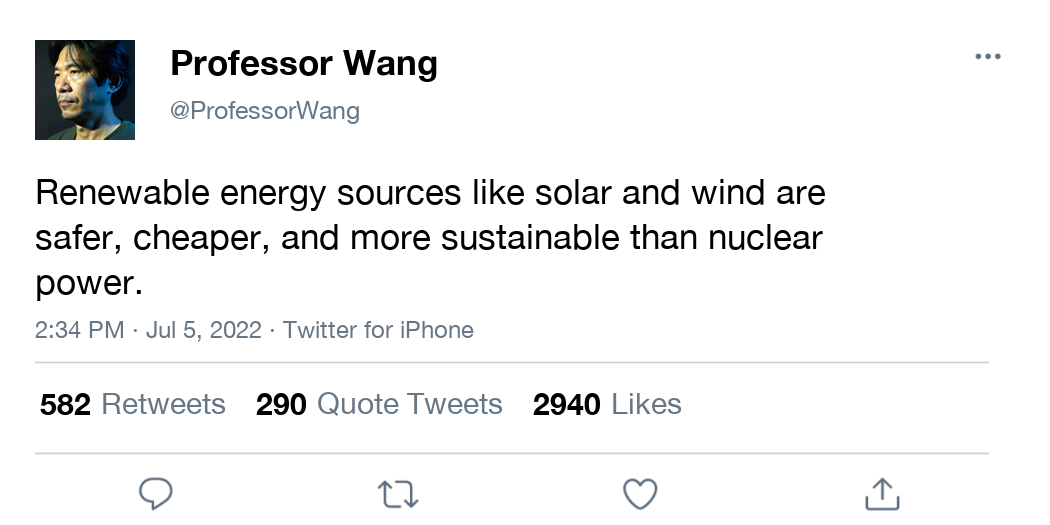 Professor Wang
@ProfessorWang
Renewable energy sources like solar and wind are
safer, cheaper, and more sustainable than nuclear
power.
2:34 PM · Jul 5, 2022 · Twitter for iPhone
582 Retweets 290 Quote Tweets 2940 Likes